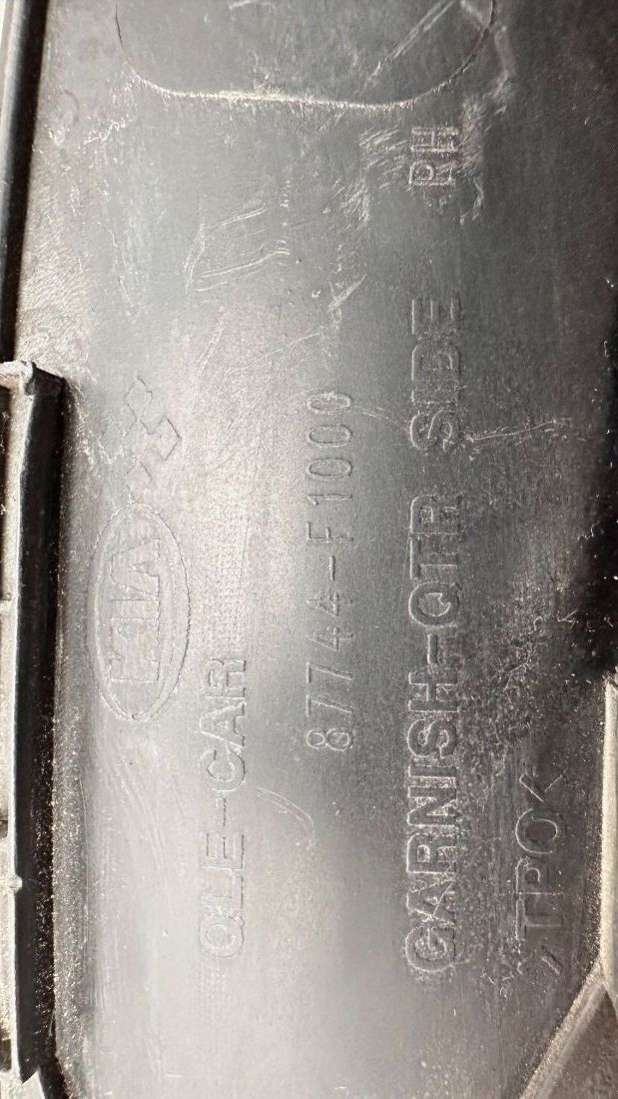 KIA
QLE-CAR
87744-F1000
GARNISH-QTR SIDE RH
>TPO<